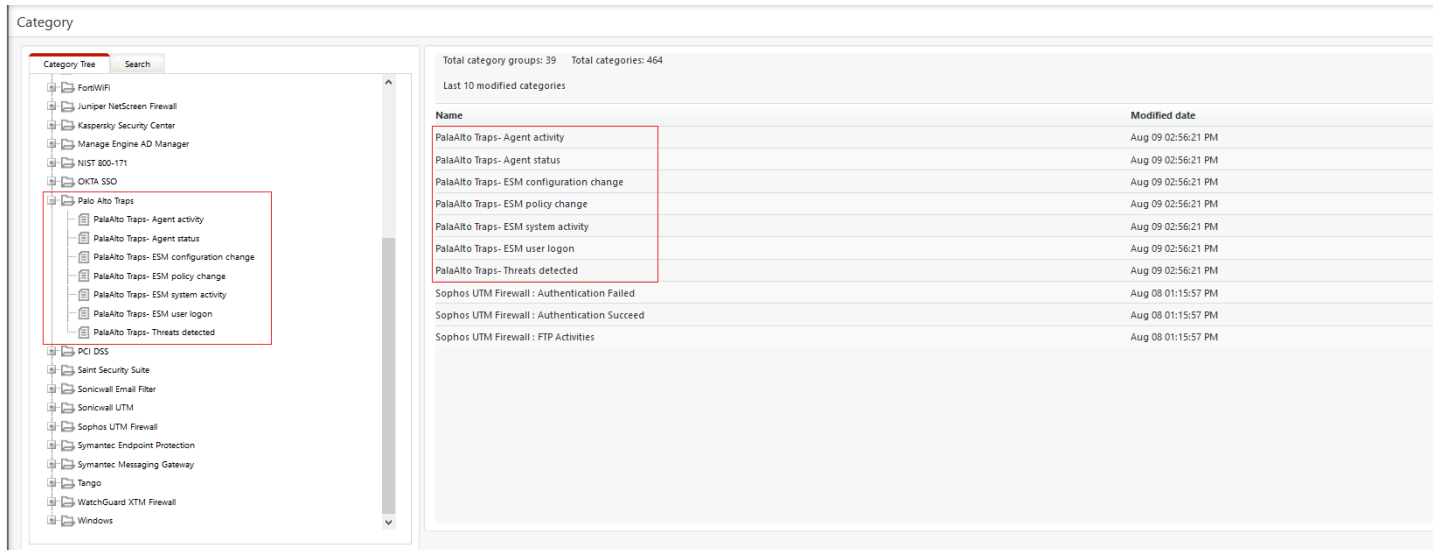 Category
Category Tree
Search
FortiWiFi
Juniper NetScreen Firewall
Kaspersky Security Center
Manage Engine AD Manager
NIST 800-171
OKTA SSO
Palo Alto Traps
PalaAlto Traps- Agent activity
PalaAlto Traps- Agent status
PalaAlto Traps- ESM configuration change
PalaAlto Traps- ESM policy change
PalaAlto Traps- ESM system activity
PalaAlto Traps- ESM user logon
PalaAlto Traps- Threats detected
PCI DSS
Saint Security Suite
Sonicwall Email Filter
Sonicwall UTM
Sophos UTM Firewall
Symantec Endpoint Protection
Symantec Messaging Gateway
Tango
WatchGuard XTM Firewall
Windows
Total category groups: 39 Total categories: 464
Last 10 modified categories
Name Modified date
PalaAlto Traps- Agent activity Aug 09 02:56:21 PM
PalaAlto Traps- Agent status Aug 09 02:56:21 PM
PalaAlto Traps- ESM configuration change Aug 09 02:56:21 PM
PalaAlto Traps- ESM policy change Aug 09 02:56:21 PM
PalaAlto Traps- ESM system activity Aug 09 02:56:21 PM
PalaAlto Traps- ESM user logon Aug 09 02:56:21 PM
PalaAlto Traps- Threats detected Aug 09 02:56:21 PM
Sophos UTM Firewall : Authentication Failed Aug 08 01:15:57 PM
Sophos UTM Firewall : Authentication Succeed Aug 08 01:15:57 PM
Sophos UTM Firewall : FTP Activities Aug 08 01:15:57 PM